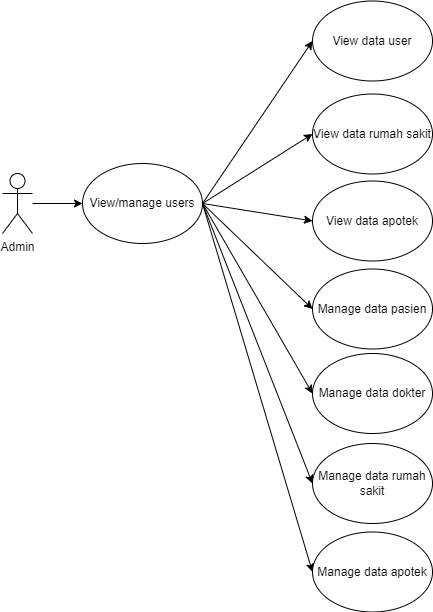 View data user
View data rumah sakit
View/manage users
View data apotek
Admin
Manage data pasien
Manage data dokter
Manage data rumah
sakit
Manage data apotek